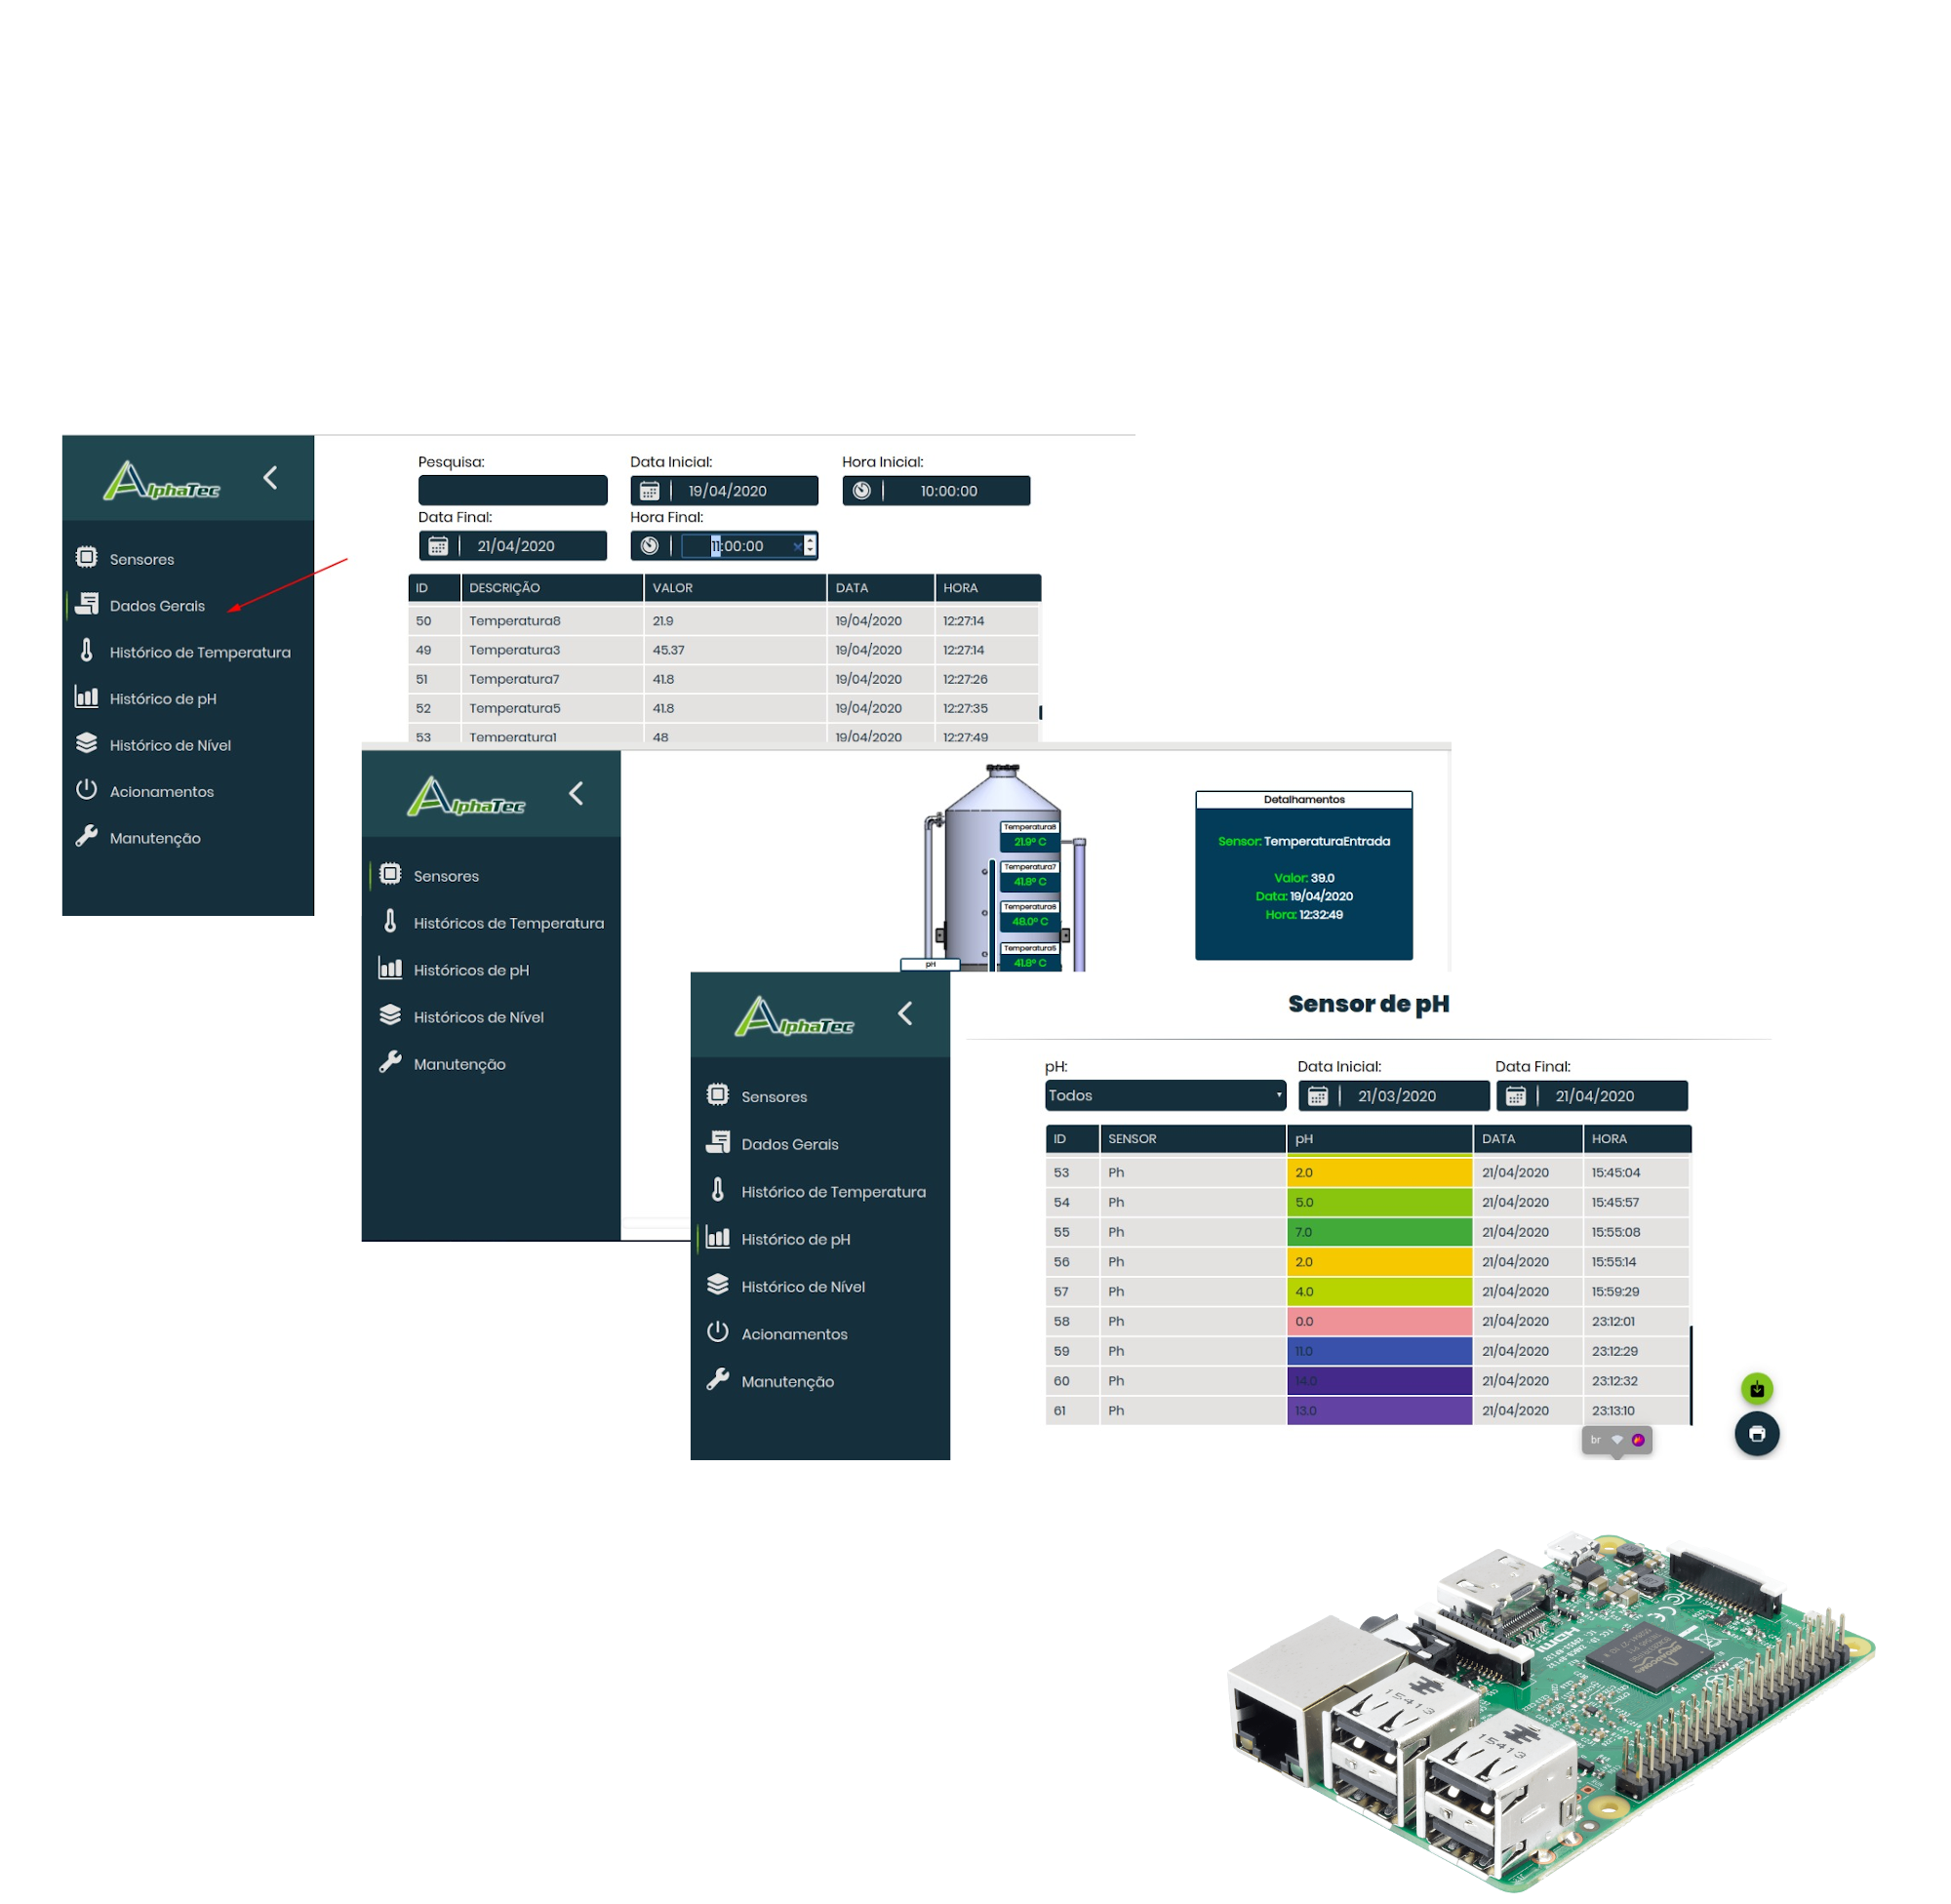 AlphaTec
Sensores
Dados Gerais
Histórico de Temperatura
Histórico de pH
Histórico de Nível
Acionamentos
Manutenção
Pesquisa:
Data Inicial:
19/04/2020
Hora Inicial:
10:00:00
Data Final:
21/04/2020
Hora Final:
11:00:00
ID DESCRIÇÃO VALOR DATA HORA
50 Temperatura8 21.9 19/04/2020 12:27:14
49 Temperatura3 45.37 19/04/2020 12:27:14
51 Temperatura7 41.8 19/04/2020 12:27:26
52 Temperatura5 41.8 19/04/2020 12:27:35
53 Temperatura1 48 19/04/2020 12:27:49
AlphaTec
Sensores
Históricos de Temperatura
Históricos de pH
Históricos de Nível
Manutenção
Temperatura8
21.9º C
Temperatura7
41.8º C
Temperatura6
48.0º C
Temperatura5
41.8º C
pH
Detalhamentos
Sensor: TemperaturaEntrada
Valor: 39.0
Data: 19/04/2020
Hora: 12:32:49
AlphaTec
Sensores
Dados Gerais
Histórico de Temperatura
Histórico de pH
Histórico de Nível
Acionamentos
Manutenção
Sensor de pH
pH:
Todos
Data Inicial:
21/03/2020
Data Final:
21/04/2020
ID SENSOR pH DATA HORA
53 Ph 2.0 21/04/2020 15:45:04
54 Ph 5.0 21/04/2020 15:45:57
55 Ph 7.0 21/04/2020 15:55:08
56 Ph 2.0 21/04/2020 15:55:14
57 Ph 4.0 21/04/2020 15:59:29
58 Ph 0.0 21/04/2020 23:12:01
59 Ph 11.0 21/04/2020 23:12:29
60 Ph 14.0 21/04/2020 23:12:32
61 Ph 13.0 21/04/2020 23:13:10
br
HDMI
15413
15413